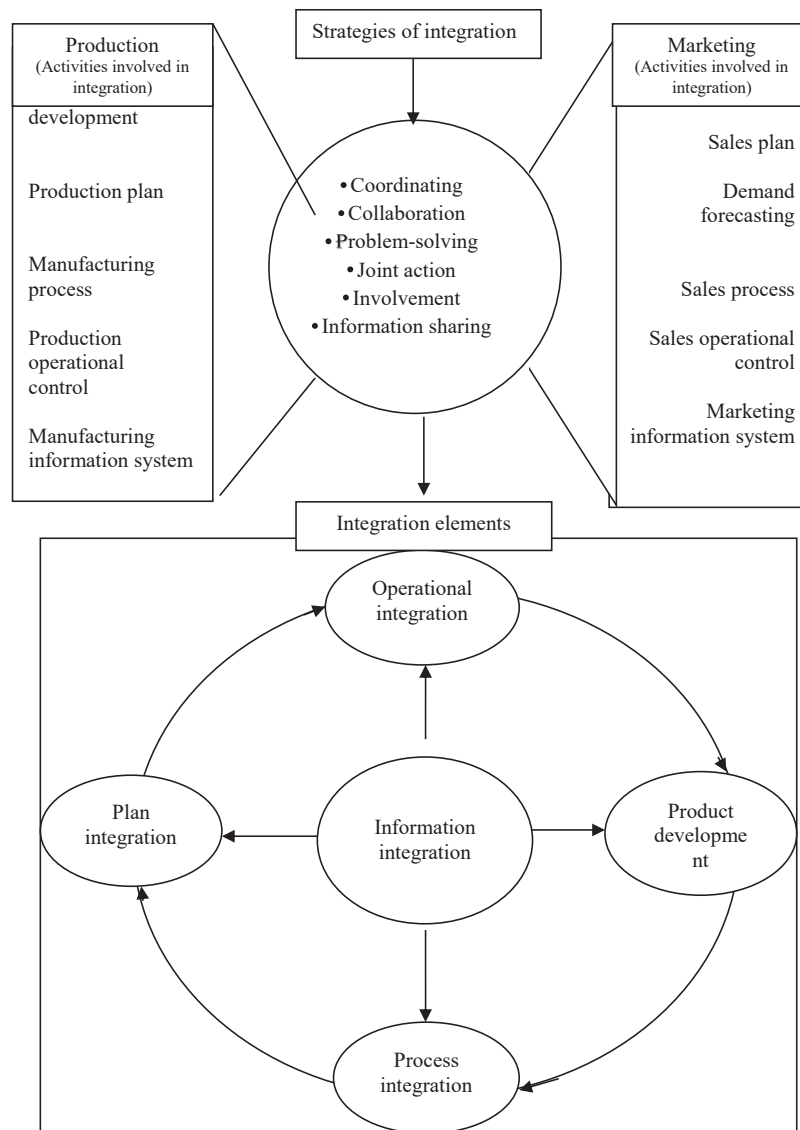 Strategies of integration
Production
(Activities involved in
integration)
development
Production plan
Manufacturing
process
Production
operational
control
Manufacturing
information system
• Coordinating
• Collaboration
• Problem-solving
• Joint action
• Involvement
• Information sharing
Marketing
(Activities involved in
integration)
Sales plan
Demand
forecasting
Sales process
Sales operational
control
Marketing
information system
Integration elements
Operational
integration
Plan
integration
Information
integration
Product
developme
nt
Process
integration